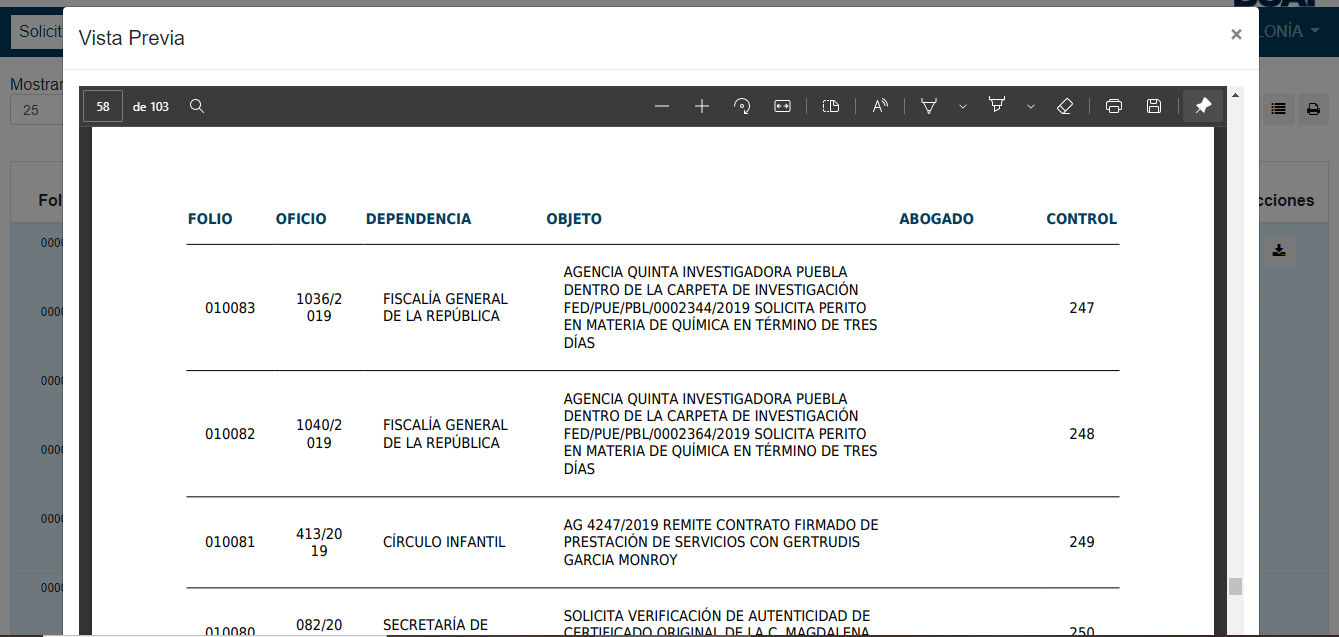 Solicit
LONÍA
Vista Previa
×
Mostrar
25
58 de 103
Fol
cciones
0000
0000
0000
0000
0000
0000
FOLIO OFICIO DEPENDENCIA OBJETO ABOGADO CONTROL
AGENCIA QUINTA INVESTIGADORA PUEBLA
DENTRO DE LA CARPETA DE INVESTIGACIÓN
010083 1036/2 FISCALÍA GENERAL FED/PUE/PBL/0002344/2019 SOLICITA PERITO 247
019 DE LA REPÚBLICA EN MATERIA DE QUÍMICA EN TÉRMINO DE TRES
DÍAS
AGENCIA QUINTA INVESTIGADORA PUEBLA
DENTRO DE LA CARPETA DE INVESTIGACIÓN
010082 1040/2 FISCALÍA GENERAL FED/PUE/PBL/0002364/2019 SOLICITA PERITO 248
019 DE LA REPÚBLICA EN MATERIA DE QUÍMICA EN TÉRMINO DE TRES
DÍAS
413/20 AG 4247/2019 REMITE CONTRATO FIRMADO DE
010081 CÍRCULO INFANTIL PRESTACIÓN DE SERVICIOS CON GERTRUDIS 249
19 GARCIA MONROY
082/20 SECRETARÍA DE SOLICITA VERIFICACIÓN DE AUTENTICIDAD DE
010080 CERTIFICADO ORIGINAL DE LA C. MAGDALENA 250